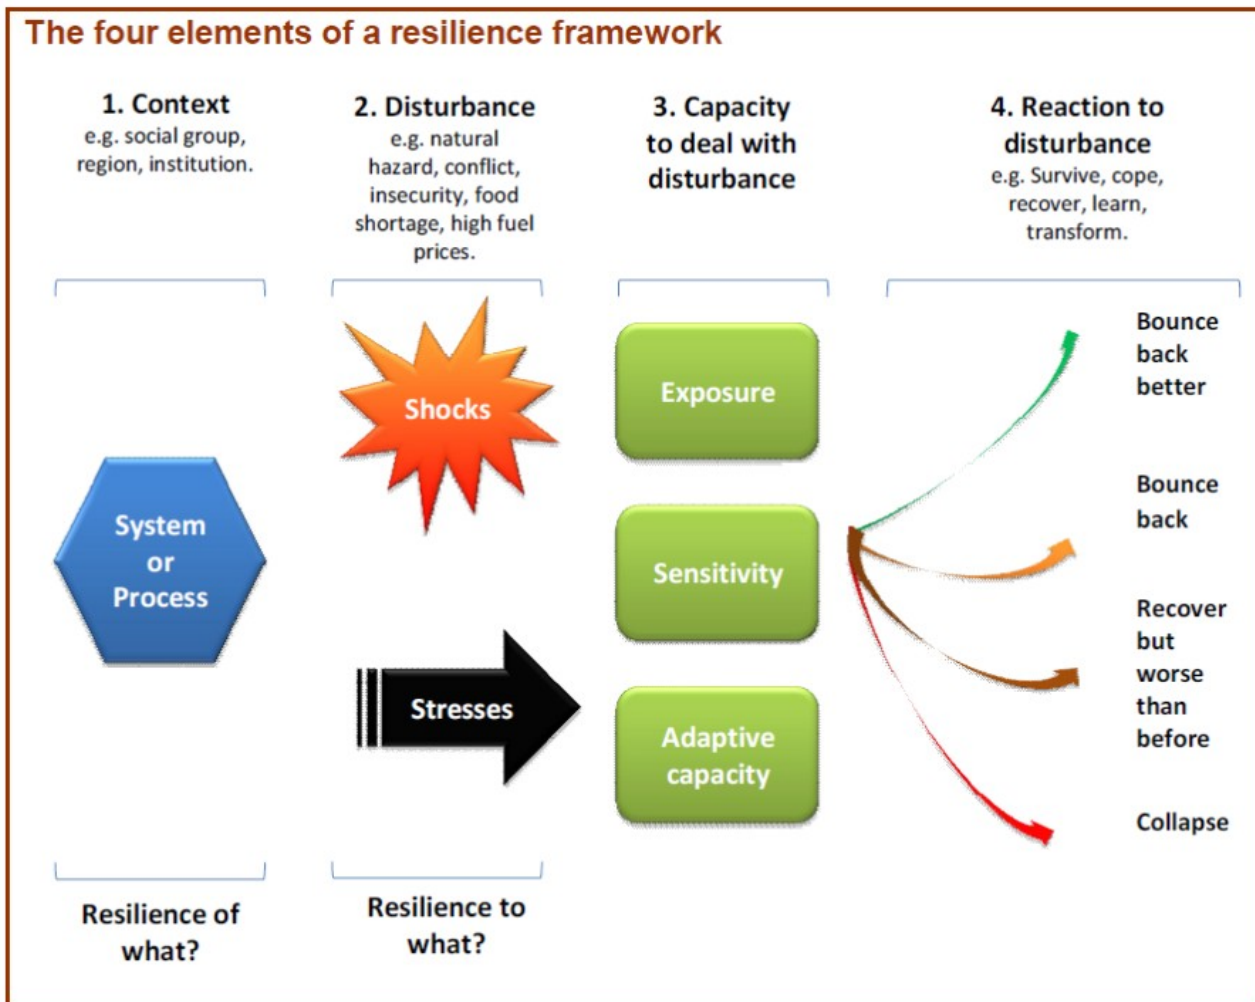 The four elements of a resilience framework
1. Context
e.g. social group,
region, institution.
2. Disturbance
e.g. natural
hazard, conflict,
insecurity, food
shortage, high fuel
prices.
3. Capacity
to deal with
disturbance
4. Reaction to
disturbance
e.g. Survive, cope,
recover, learn,
transform.
System
or
Process
Shocks
Stresses
Exposure
Sensitivity
Adaptive
capacity
Bounce
back
better
Bounce
back
Recover
but
worse
than
before
Collapse
Resilience of
what?
Resilience to
what?